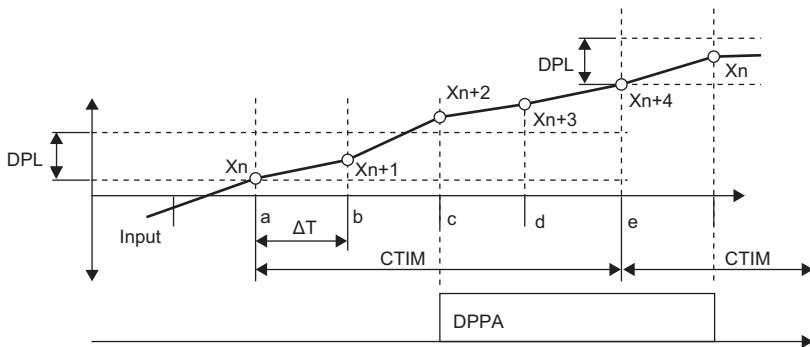 DPL
Xn
Xn+2
Xn+3
Xn+4
DPL
Xn
Xn+1
Input
a
b
c
d
e
ΔT
CTIM
CTIM
DPPA